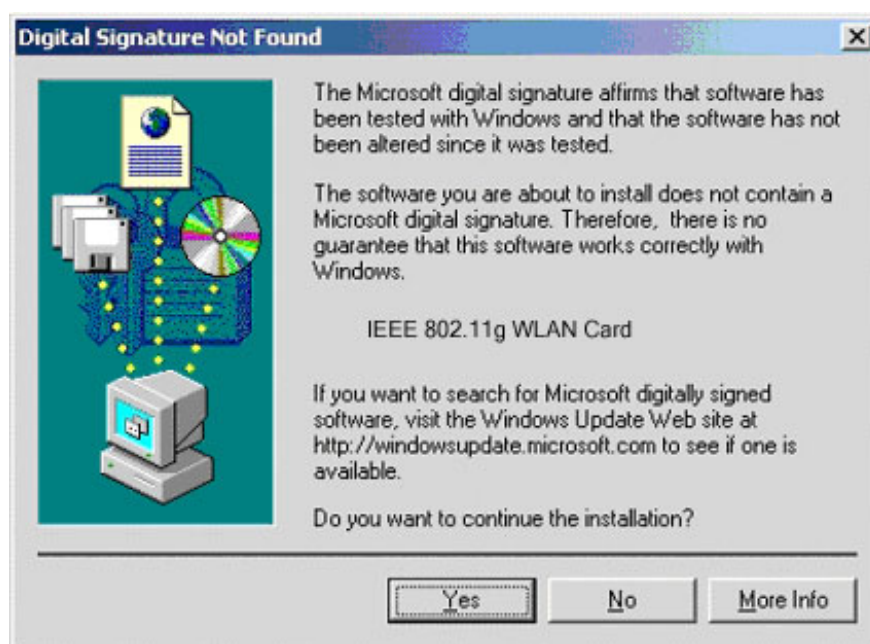 Digital Signature Not Found
The Microsoft digital signature affirms that software has
been tested with Windows and that the software has not
been altered since it was tested.
The software you are about to install does not contain a
Microsoft digital signature. Therefore, there is no
guarantee that this software works correctly with
Windows.
IEEE 802.11g WLAN Card
If you want to search for Microsoft digitally signed
software, visit the Windows Update Web site at
http://windowsupdate.microsoft.com to see if one is
available.
Do you want to continue the installation?
Yes
No
More Info